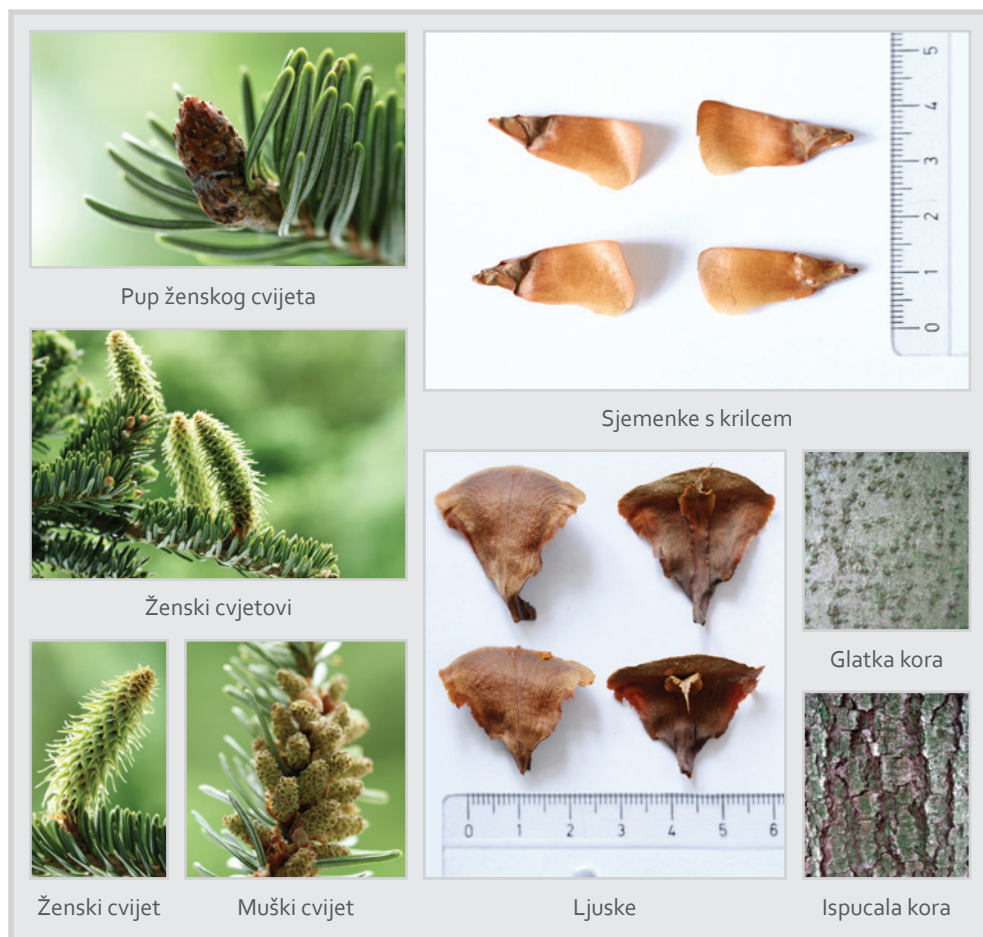 Pup ženskog cvijeta
5
4
3
2
1
0
Sjemenke s krilcem
Ženski cvjetovi
Glatka kora
0 1 2 3 4 5 6
Ženski cvijet
Muški cvijet
Ljuske
Ispucala kora